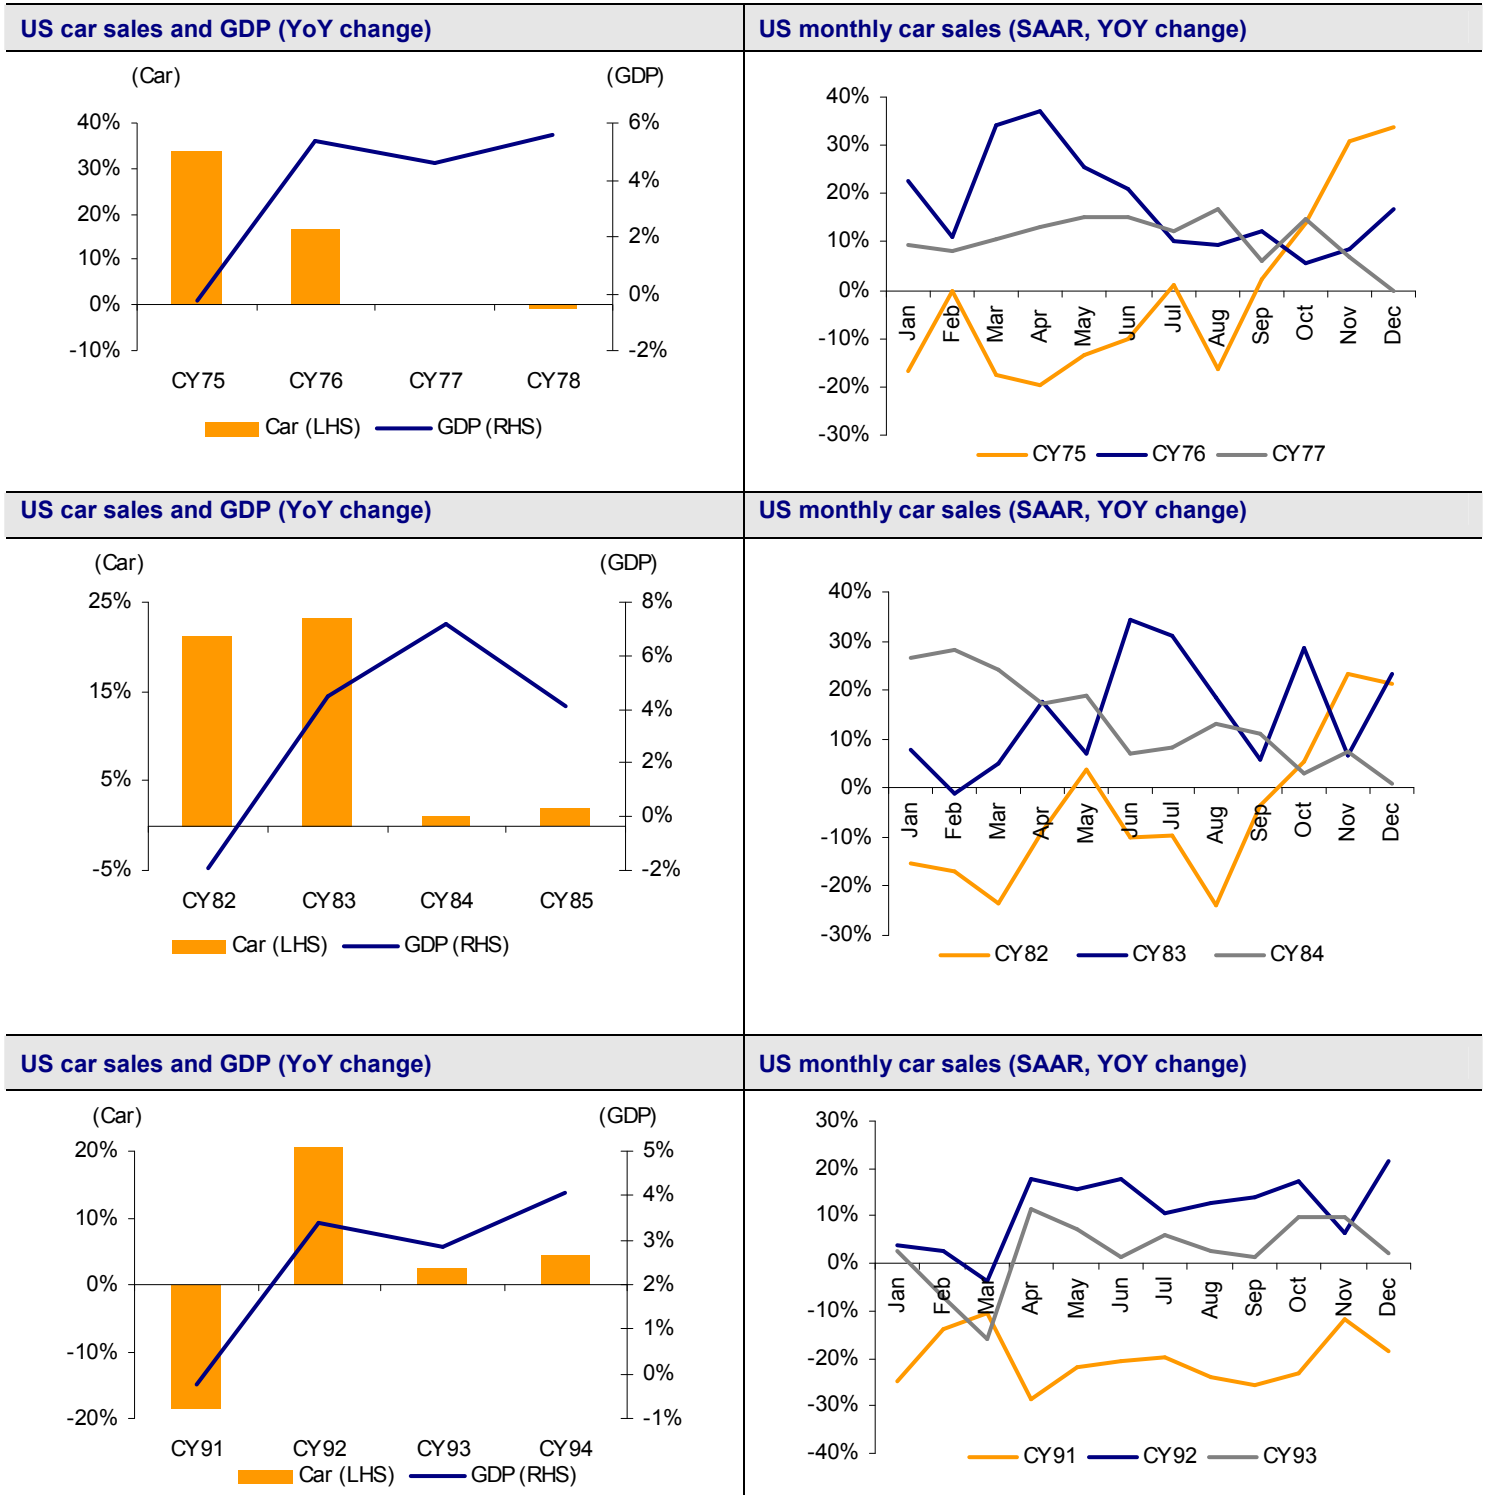 US car sales and GDP (YoY change)
(Car)
(GDP)
40%
30%
20%
10%
0%
-10%
6%
4%
2%
0%
-2%
CY75 CY76 CY77 CY78
Car (LHS) GDP (RHS)
US monthly car sales (SAAR, YOY change)
40%
30%
20%
10%
0%
-10%
-20%
-30%
Jan Feb Mar Apr May Jun Jul Aug Sep Oct Nov Dec
CY75 CY76 CY77
US car sales and GDP (YoY change)
(Car)
(GDP)
25%
15%
5%
-5%
8%
6%
4%
2%
0%
-2%
CY82 CY83 CY84 CY85
Car (LHS) GDP (RHS)
US monthly car sales (SAAR, YOY change)
40%
30%
20%
10%
0%
-10%
-20%
-30%
Jan Feb Mar Apr May Jun Jul Aug Sep Oct Nov Dec
CY82 CY83 CY84
US car sales and GDP (YoY change)
(Car)
(GDP)
20%
10%
0%
-10%
-20%
5%
4%
3%
2%
1%
0%
-1%
CY91 CY92 CY93 CY94
Car (LHS) GDP (RHS)
US monthly car sales (SAAR, YOY change)
30%
20%
10%
0%
-10%
-20%
-30%
-40%
Jan Feb Mar Apr May Jun Jul Aug Sep Oct Nov Dec
CY91 CY92 CY93